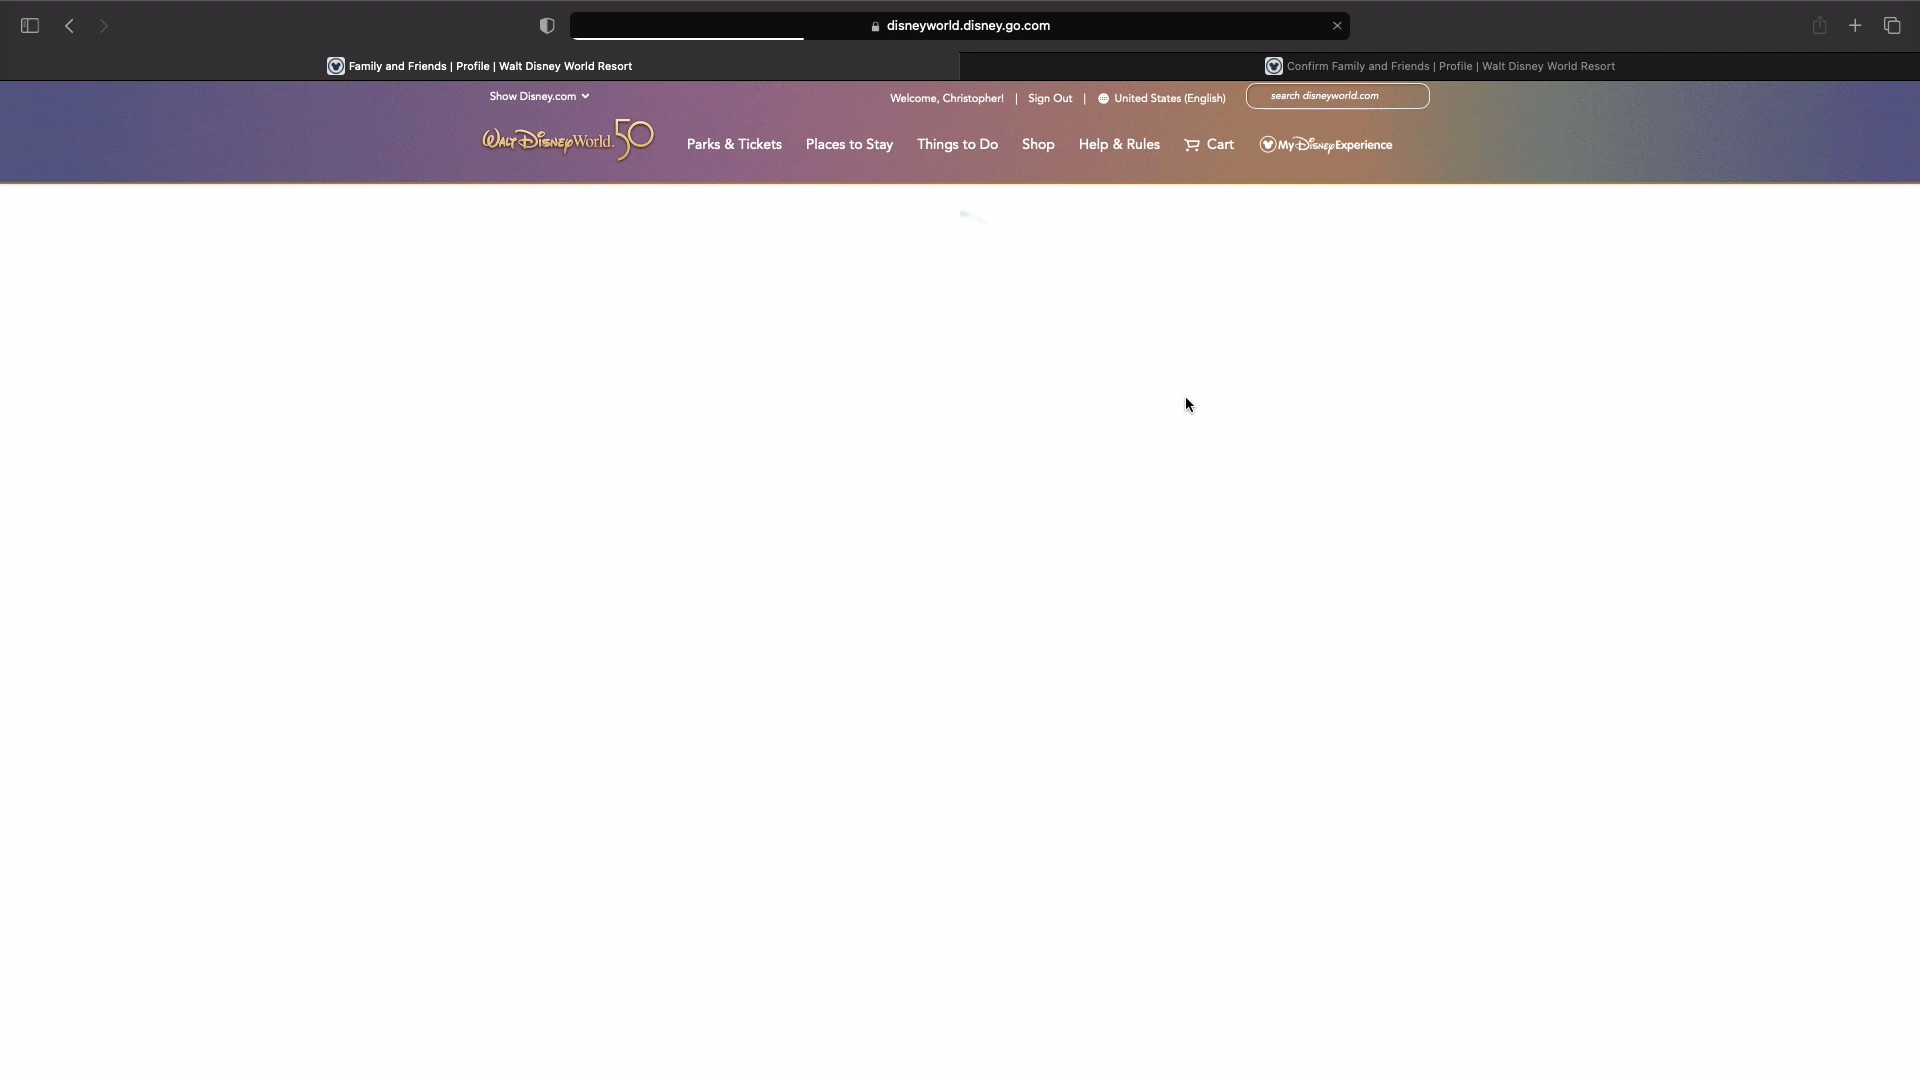 disneyworld.disney.go.com
Family and Friends | Profile | Walt Disney World Resort
Confirm Family and Friends | Profile | Walt Disney World Resort
Show Disney.com
Welcome, Christopher! | Sign Out | United States (English)
search disneyworld.com
Walt Disney World. 50
Parks & Tickets
Places to Stay
Things to Do
Shop
Help & Rules
Cart
My Disney Experience